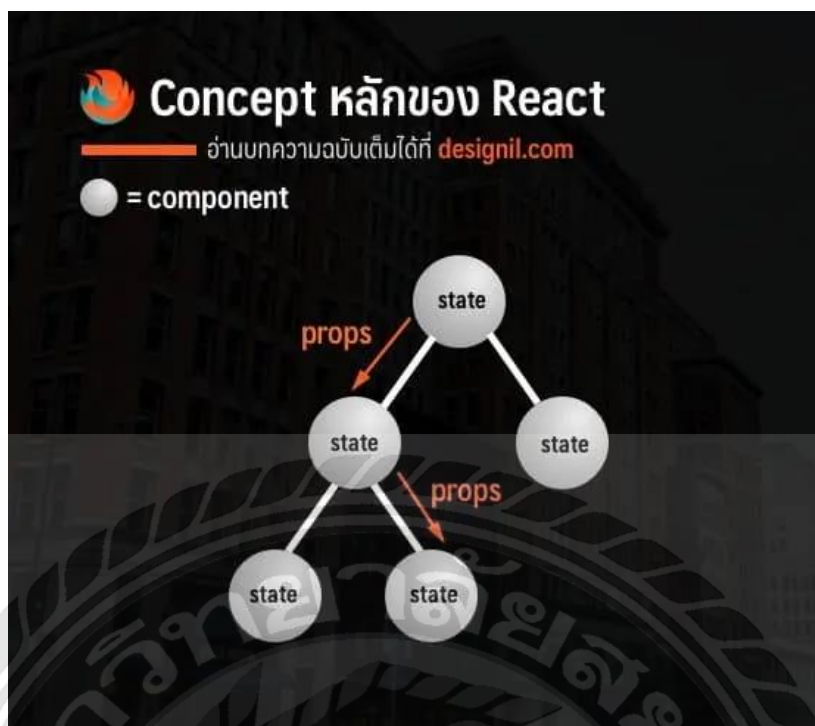 Concept หลักของ React
อ่านบทความฉบับเต็มได้ที่ designil.com
= component
state
props
state
state
props
state
state